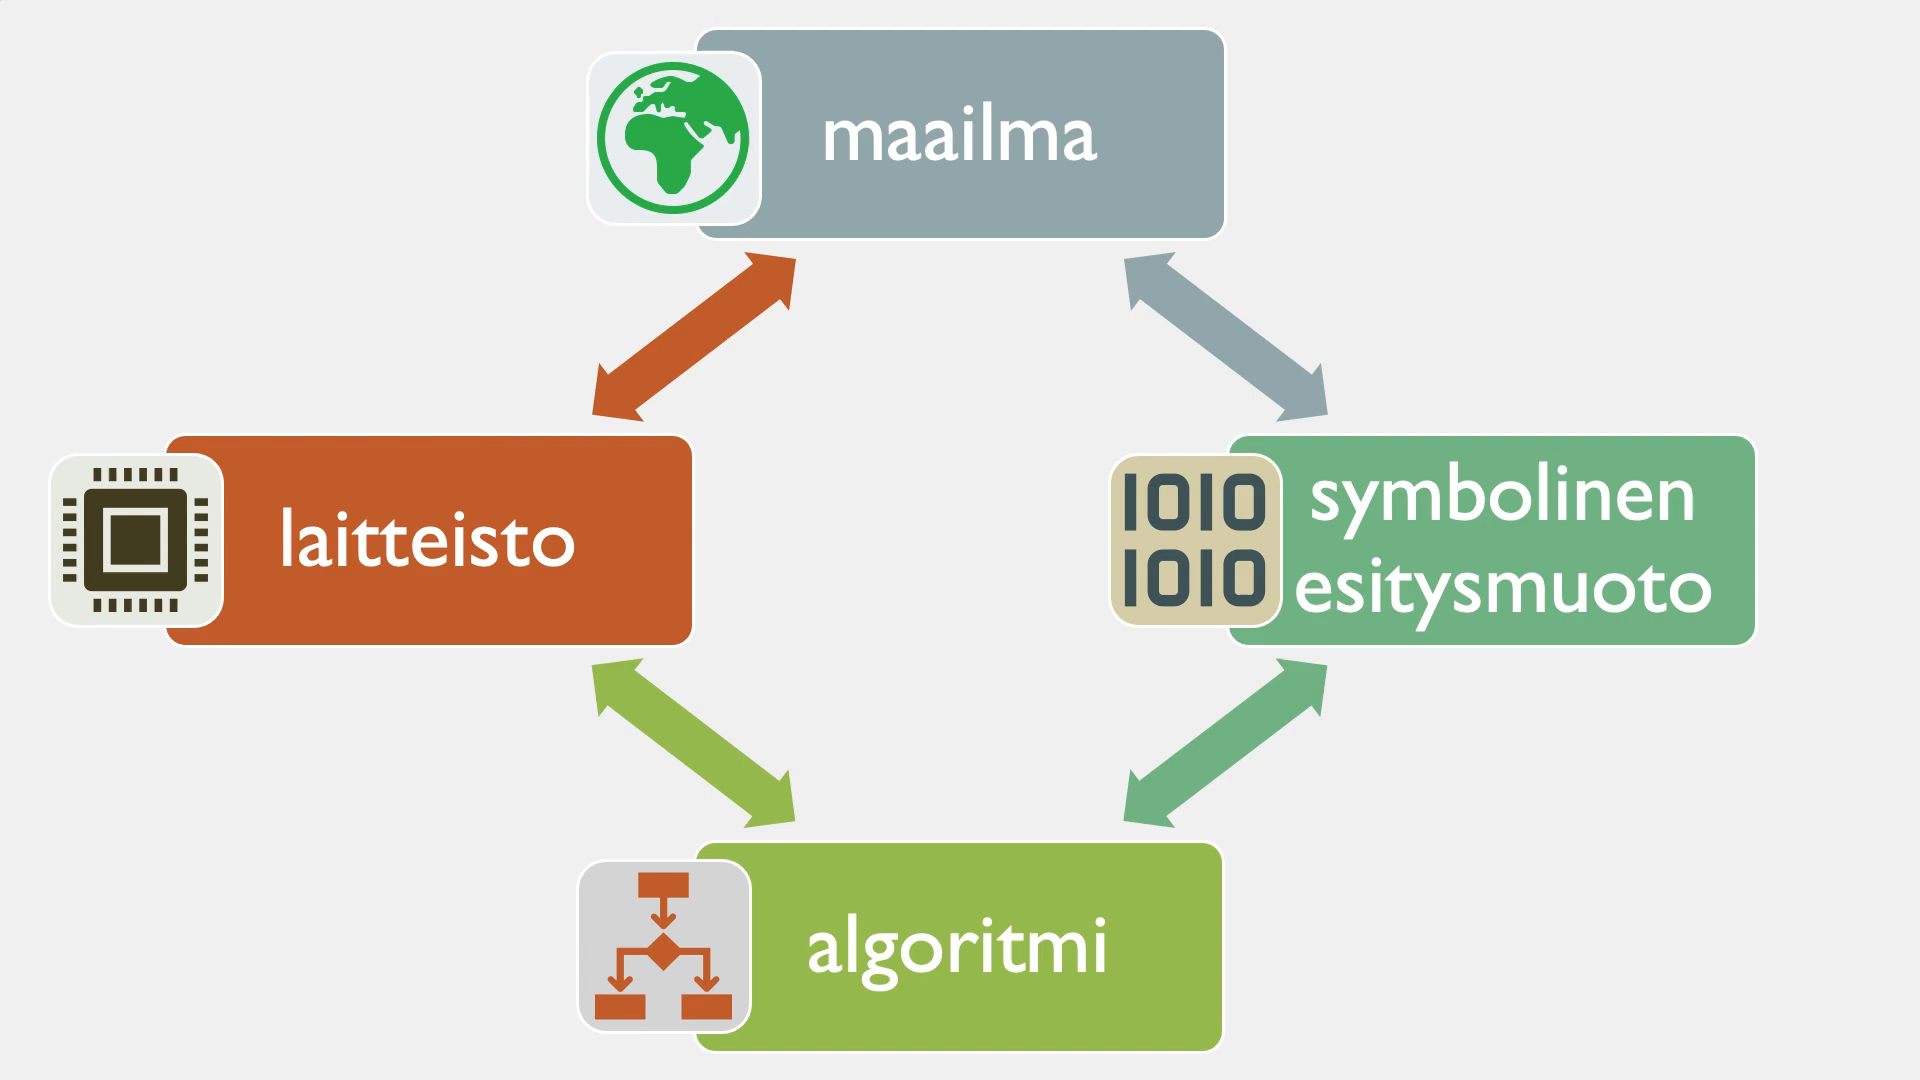 maailma
laitteisto
1010
1010
symbolinen
esitysmuoto
algoritmi